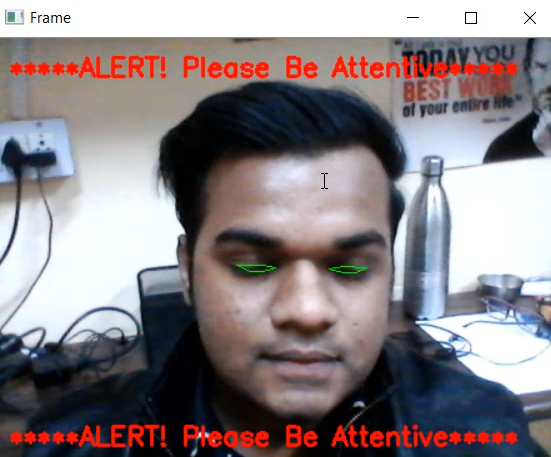 Frame
*****ALERT! Please Be Attentive*****
TODAY YOU
BEST WORK
of your entire life"
*****ALERT! Please Be Attentive*****